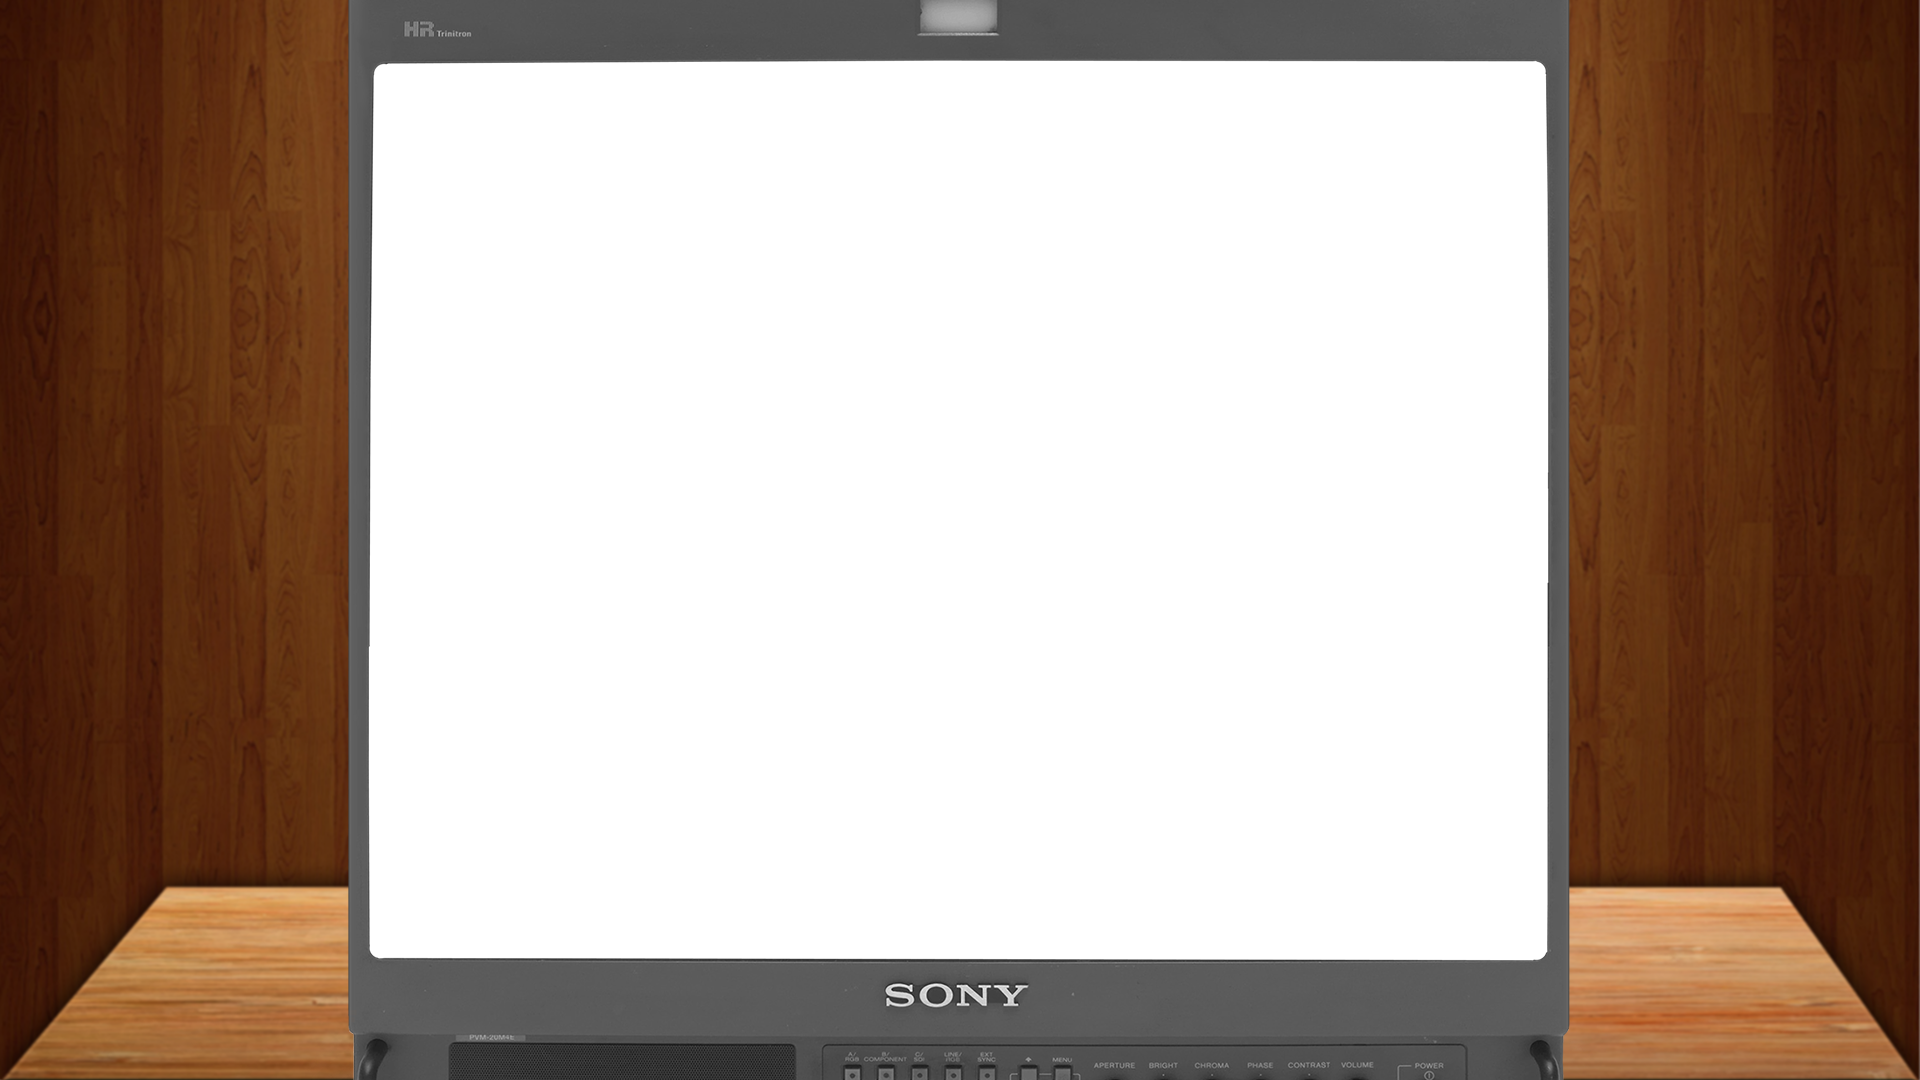 HR Trinitron
SONY
PVM-20M4E
A/ RGB
B/ COMPONENT
C/ SDI
LINE/ RGB
EXT SYNC
MENU
APERTURE
BRIGHT
CHROMA
PHASE
CONTRAST
VOLUME
POWER